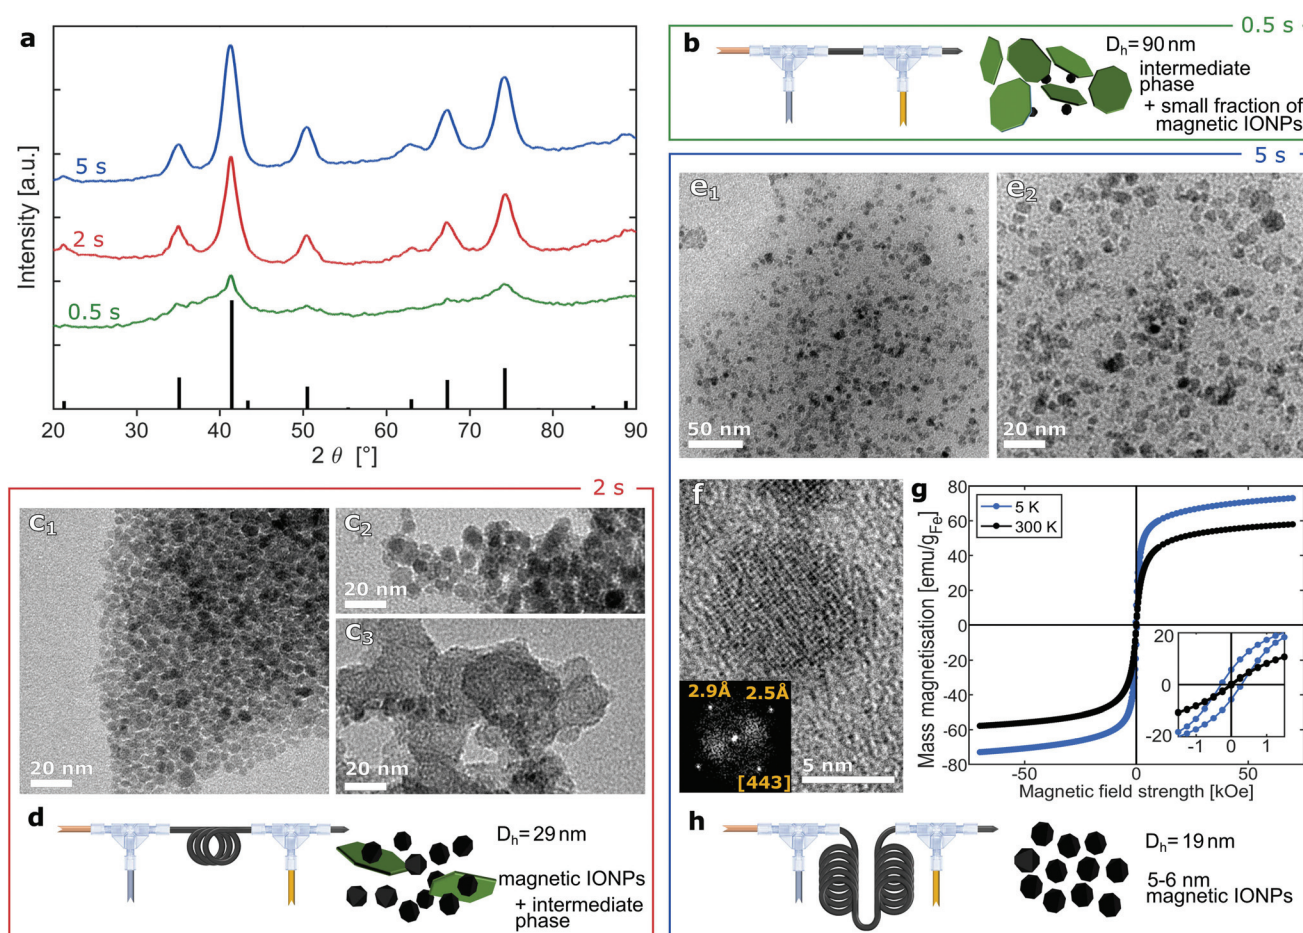 a
Intensity [a.u.]
5 s
2 s
0.5 s
20 30 40 50 60 70 80 90
2 θ [°]
0.5 s
b
Dh= 90 nm
intermediate
phase
+ small fraction of
magnetic IONPs
5 s
e1
50 nm
e2
20 nm
2 s
c1
20 nm
c2
20 nm
c3
20 nm
d
Dh= 29 nm
magnetic IONPs
+ intermediate
phase
f
2.9Å 2.5Å
[443]
5 nm
g
Mass magnetisation [emu/gFe]
80
60
40
20
0
-20
-40
-60
-80
5 K
300 K
20
0
-20
-1 0 1
-50 0 50
Magnetic field strength [kOe]
h
Dh= 19 nm
5-6 nm
magnetic IONPs